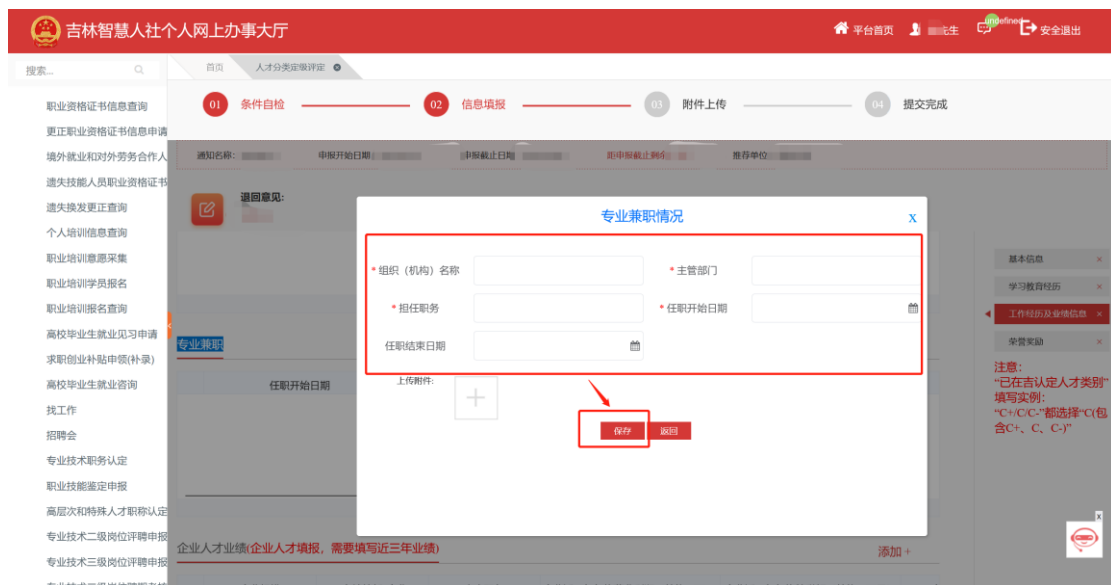 吉林智慧人社个人网上办事大厅
平台首页
生
undefined
安全退出
搜索...
首页
人才分类定级评定
01 条件自检
02 信息填报
03 附件上传
04 提交完成
职业资格证书信息查询
更正职业资格证书信息申请
境外就业和对外劳务合作人
遗失技能人员职业资格证书
遗失换发更正查询
个人培训信息查询
职业培训意愿采集
职业培训学员报名
职业培训报名查询
高校毕业生就业见习申请
求职创业补贴申领(补录)
高校毕业生就业咨询
找工作
招聘会
专业技术职务认定
职业技能鉴定申报
高层次和特殊人才职称认定
专业技术二级岗位评聘申报
专业技术三级岗位评聘申报
通知名称:
申报开始日期:
申报截止日期
距申报截止剩余
推荐单位:
退回意见:
专业兼职情况
x
*组织（机构）名称
*主管部门
*担任职务
*任职开始日期
任职结束日期
上传附件:
保存
返回
专业兼职
任职开始日期
企业人才业绩(企业人才填报，需要填写近三年业绩)
添加 +
基本信息 ×
学习教育经历 ×
工作经历及业绩信息 ×
荣誉奖励 ×
注意：
“已在吉认定人才类别”
填写实例：
“C+/C/C-”都选择“C(包
含C+、C、C-)”
x